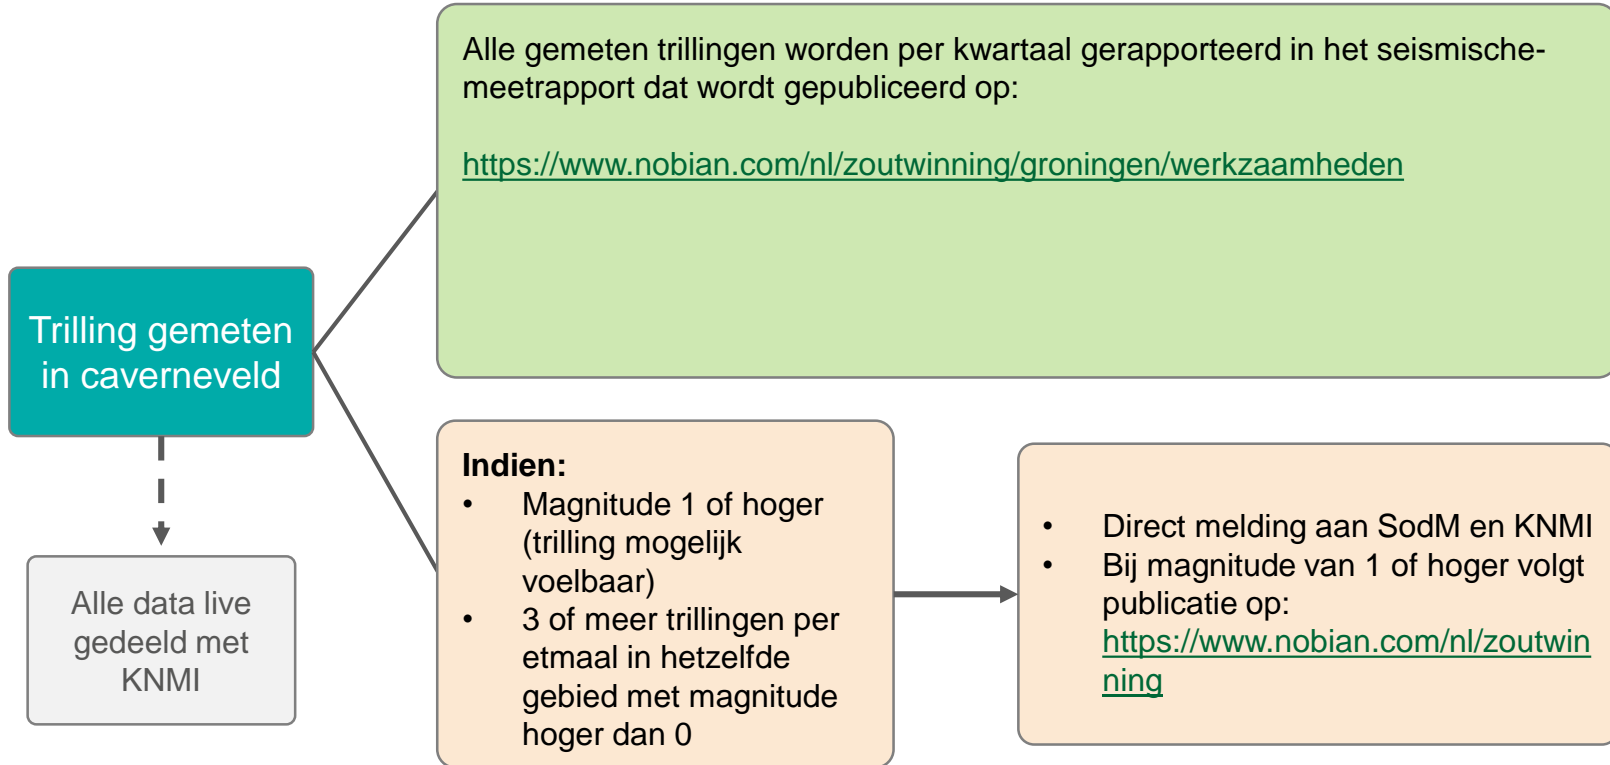 Alle gemeten trillingen worden per kwartaal gerapporteerd in het seismische-
meetrapport dat wordt gepubliceerd op:
https://www.nobian.com/nl/zoutwinning/groningen/werkzaamheden
Trilling gemeten
in caverneveld
Alle data live
gedeeld met
KNMI
Indien:
• Magnitude 1 of hoger
(trilling mogelijk
voelbaar)
• 3 of meer trillingen per
etmaal in hetzelfde
gebied met magnitude
hoger dan 0
• Direct melding aan SodM en KNMI
• Bij magnitude van 1 of hoger volgt
publicatie op:
https://www.nobian.com/nl/zoutwin
ning